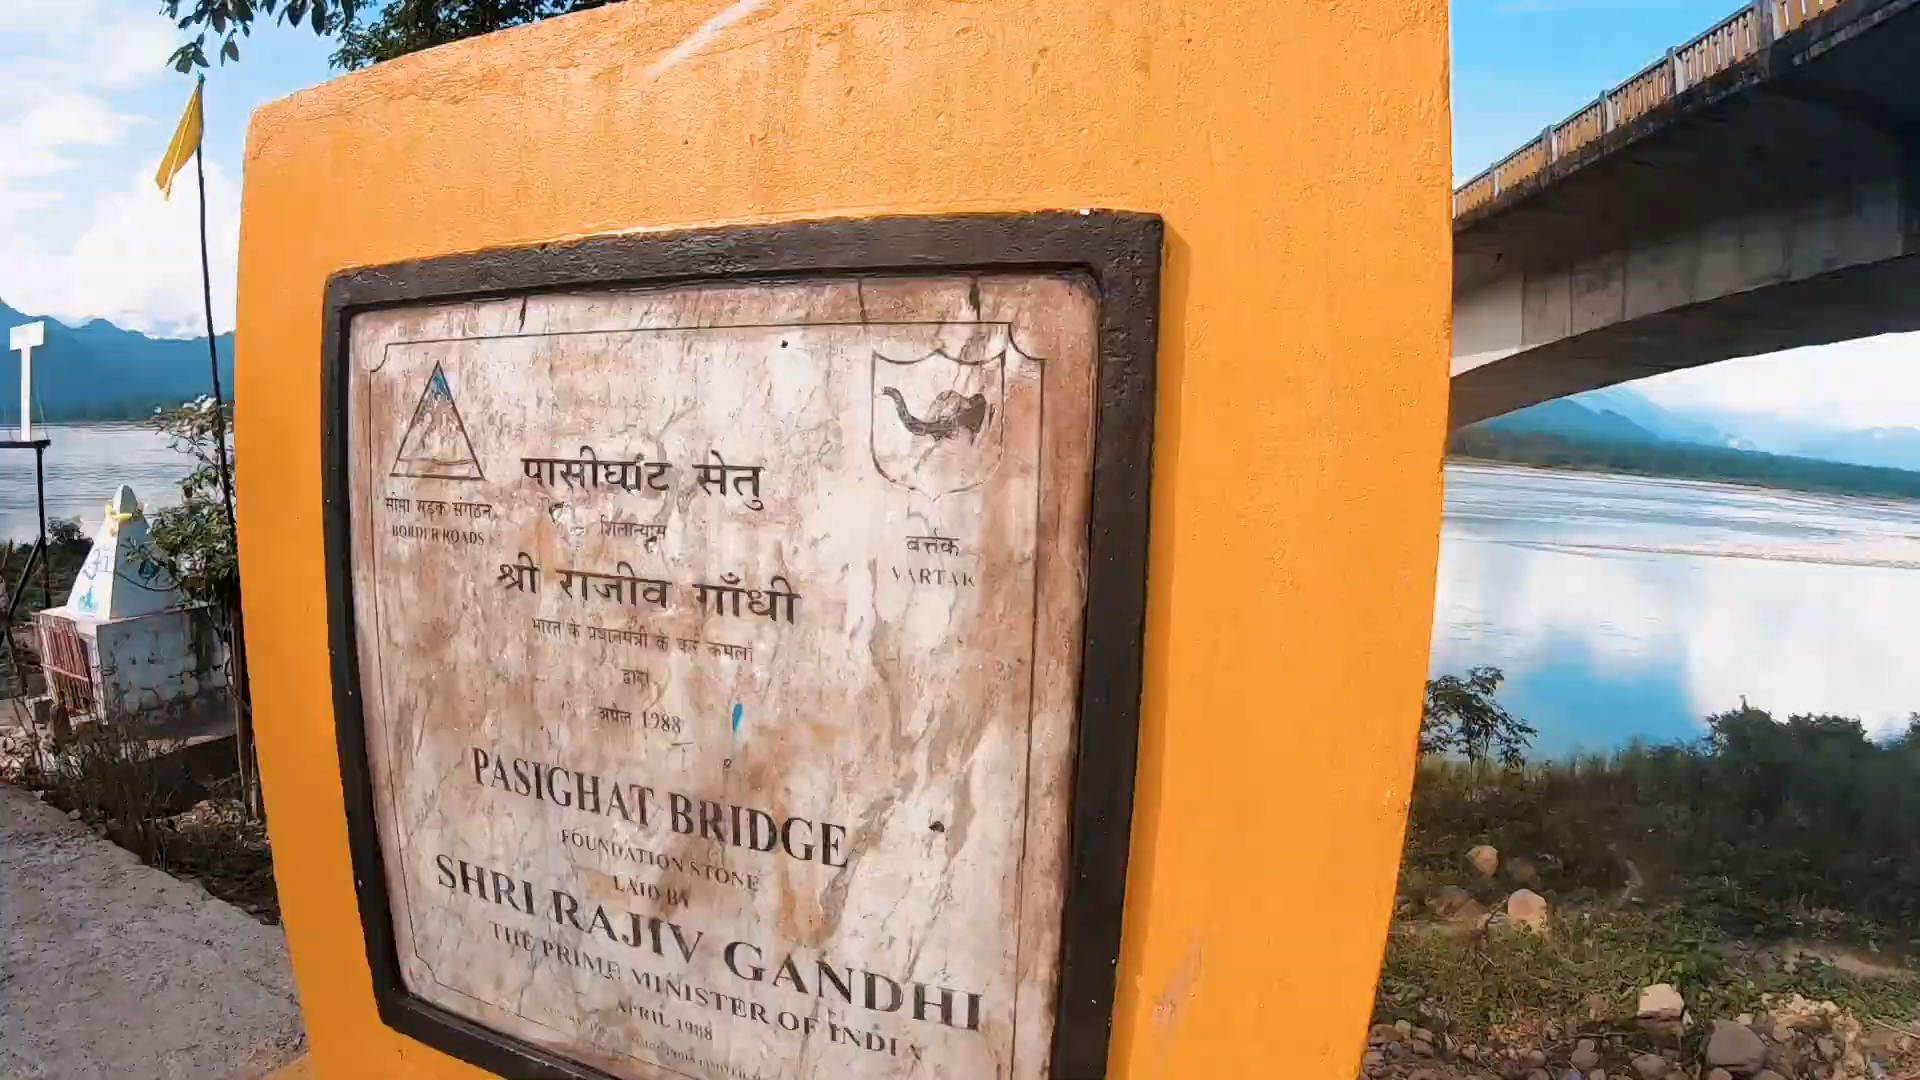 पासीघाट सेतु
सीमा सड़क संगठन
BORDER ROADS
शिलान्यास
वर्त्तक
VARTAK
श्री राजीव गाँधी
भारत के प्रधानमंत्री के कर कमलों
द्वारा
अप्रैल 1988
PASIGHAT BRIDGE
FOUNDATION STONE
LAID BY
SHRI RAJIV GANDHI
THE PRIME MINISTER OF INDIA
APRIL 1988